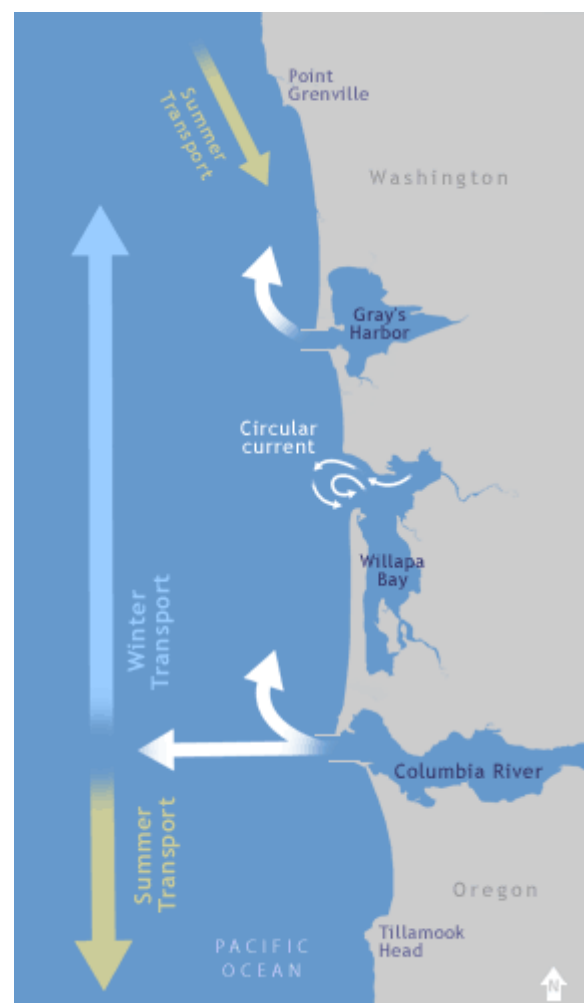 Point
Grenville
Summer
Transport
Washington
Gray's
Harbor
Circular
current
Willapa
Bay
Winter
Transport
Columbia River
Summer
Transport
Oregon
Tillamook
Head
PACIFIC
OCEAN
N